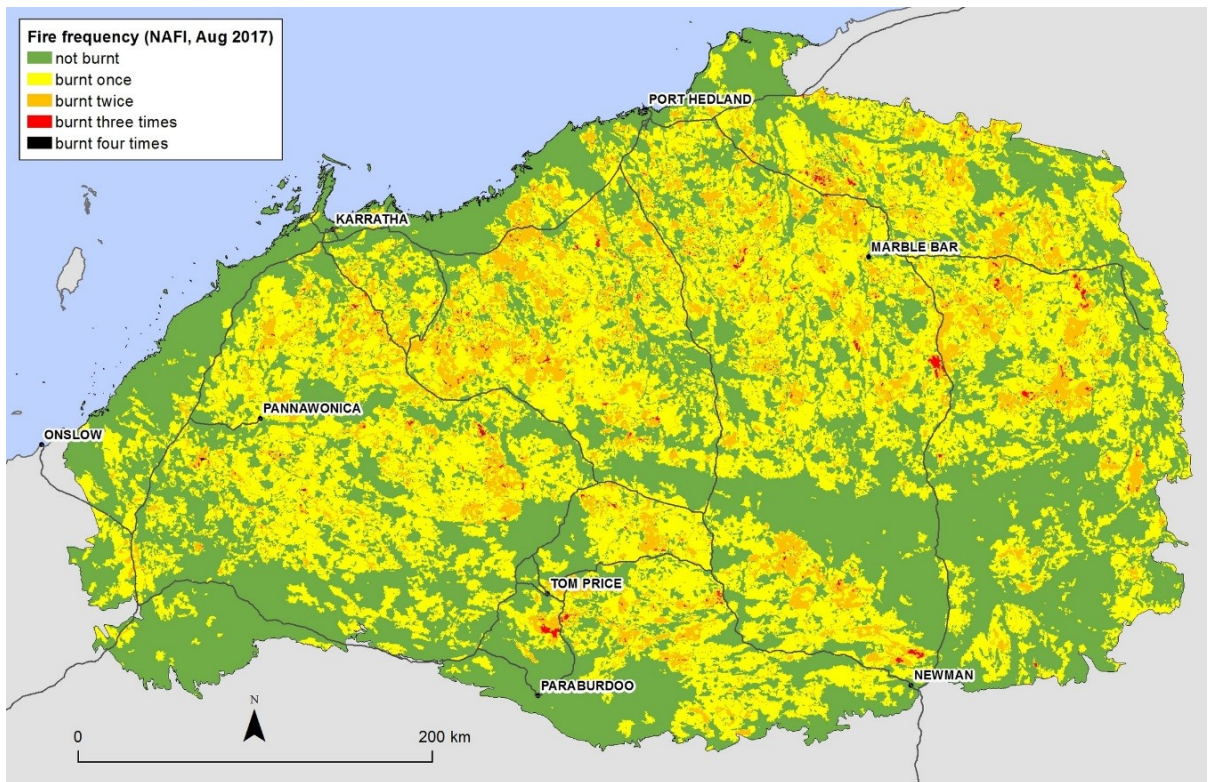 Fire frequency (NAFI, Aug 2017)
not burnt
burnt once
burnt twice
burnt three times
burnt four times
PORT HEDLAND
KARRATHA
MARBLE BAR
PANNAWONICA
ONSLOW
TOM PRICE
PARABURDOO
NEWMAN
N
0 200 km